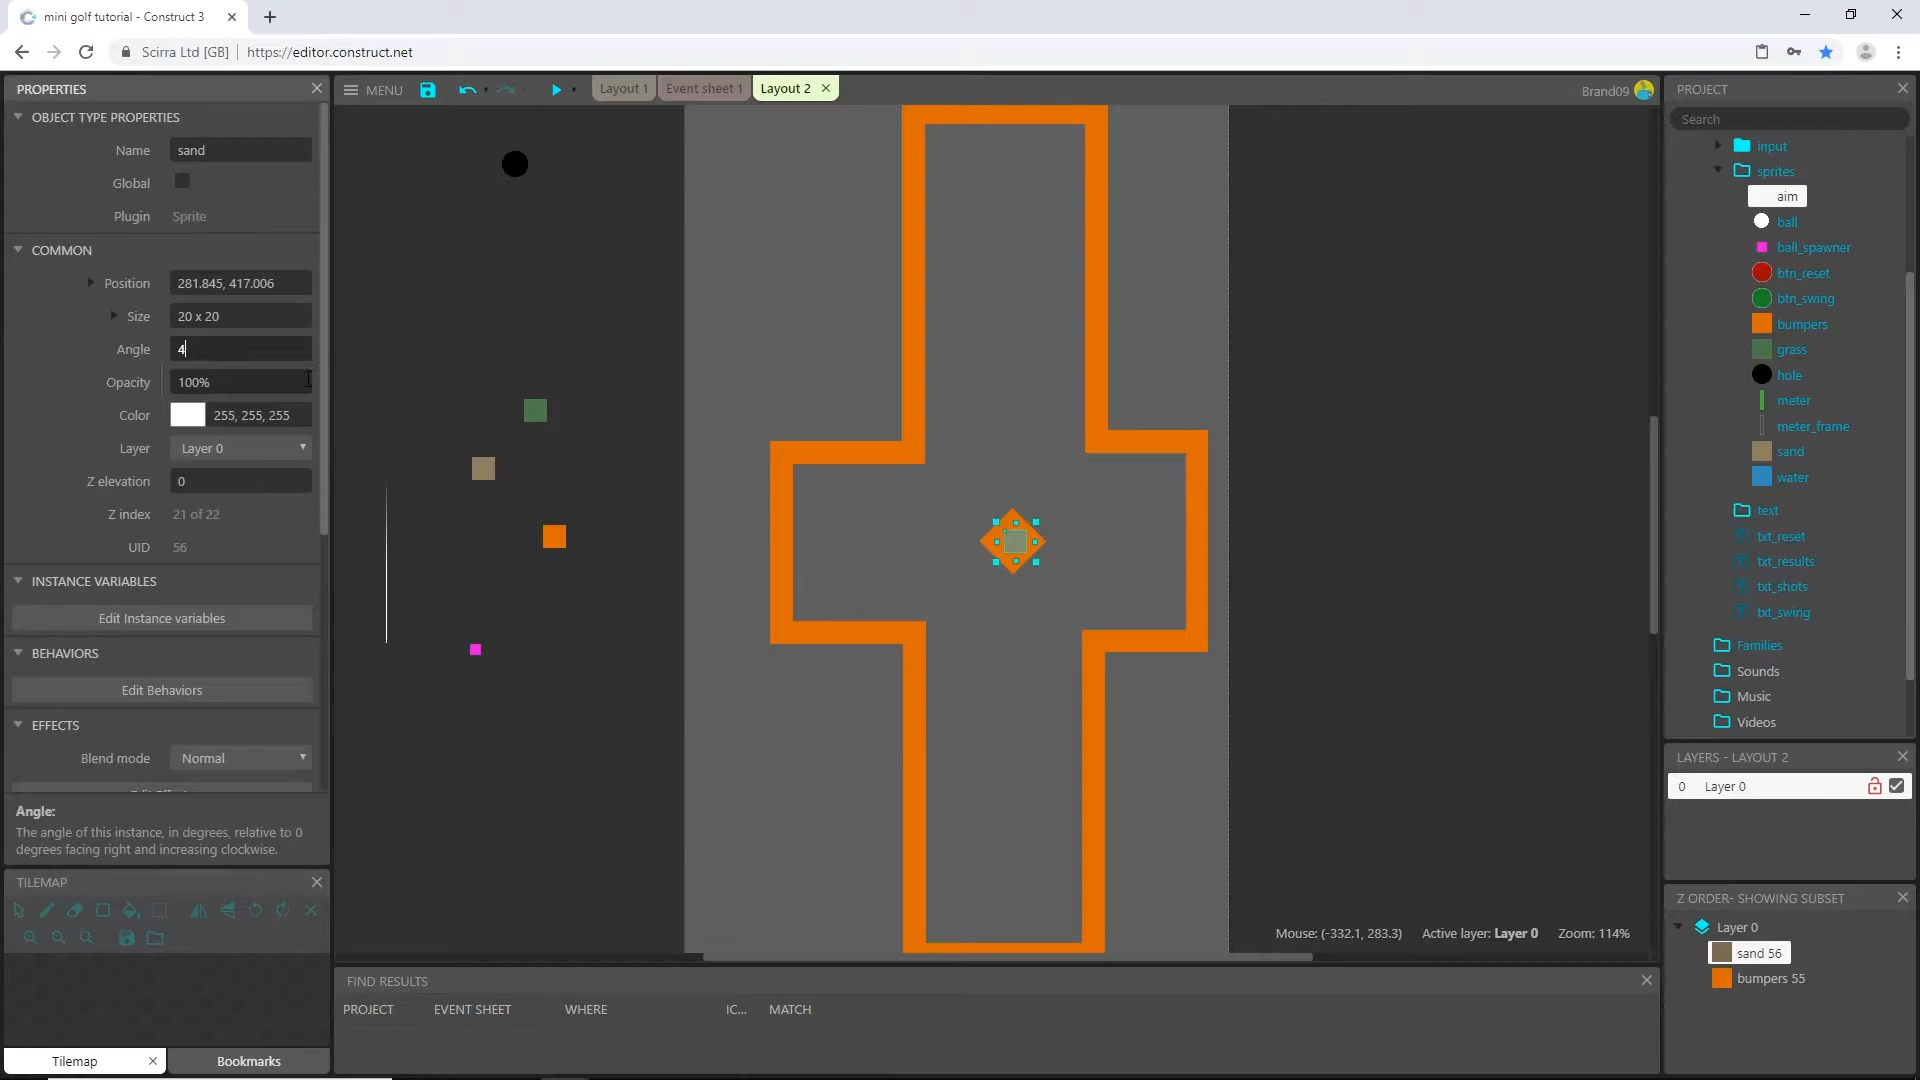 mini golf tutorial - Construct 3
Scirra Ltd [GB]
https://editor.construct.net
PROPERTIES
OBJECT TYPE PROPERTIES
Name sand
Global
Plugin Sprite
COMMON
Position 281.845, 417.006
Size 20 x 20
Angle 4
Opacity 100%
Color 255, 255, 255
Layer Layer 0
Z elevation 0
Z index 21 of 22
UID 56
INSTANCE VARIABLES
Edit Instance variables
BEHAVIORS
Edit Behaviors
EFFECTS
Blend mode Normal
Angle:
The angle of this instance, in degrees, relative to 0
degrees facing right and increasing clockwise.
TILEMAP
Tilemap
Bookmarks
MENU
Layout 1
Event sheet 1
Layout 2
Brand09
Mouse: (-332.1, 283.3) Active layer: Layer 0 Zoom: 114%
FIND RESULTS
PROJECT EVENT SHEET WHERE IC... MATCH
PROJECT
Search
input
sprites
aim
ball
ball_spawner
btn_reset
btn_swing
bumpers
grass
hole
meter
meter_frame
sand
water
text
txt_reset
txt_results
txt_shots
txt_swing
Families
Sounds
Music
Videos
LAYERS - LAYOUT 2
0 Layer 0
Z ORDER- SHOWING SUBSET
Layer 0
sand 56
bumpers 55